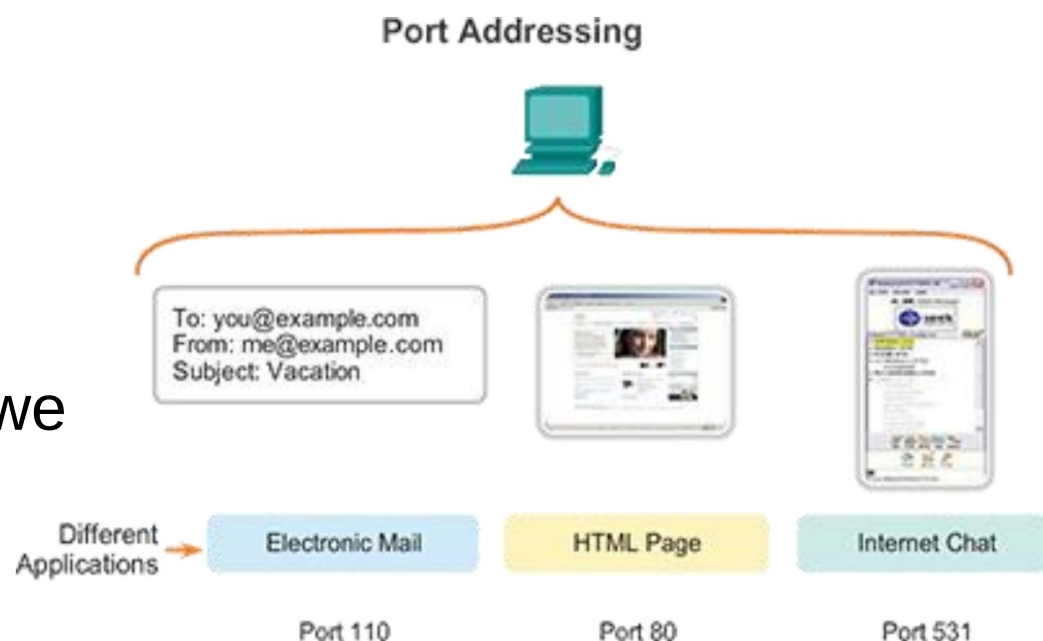 Port Addressing
To: you@example.com
From: me@example.com
Subject: Vacation
we
Different
Applications
Electronic Mail
HTML Page
Internet Chat
Port 110
Port 80
Port 531